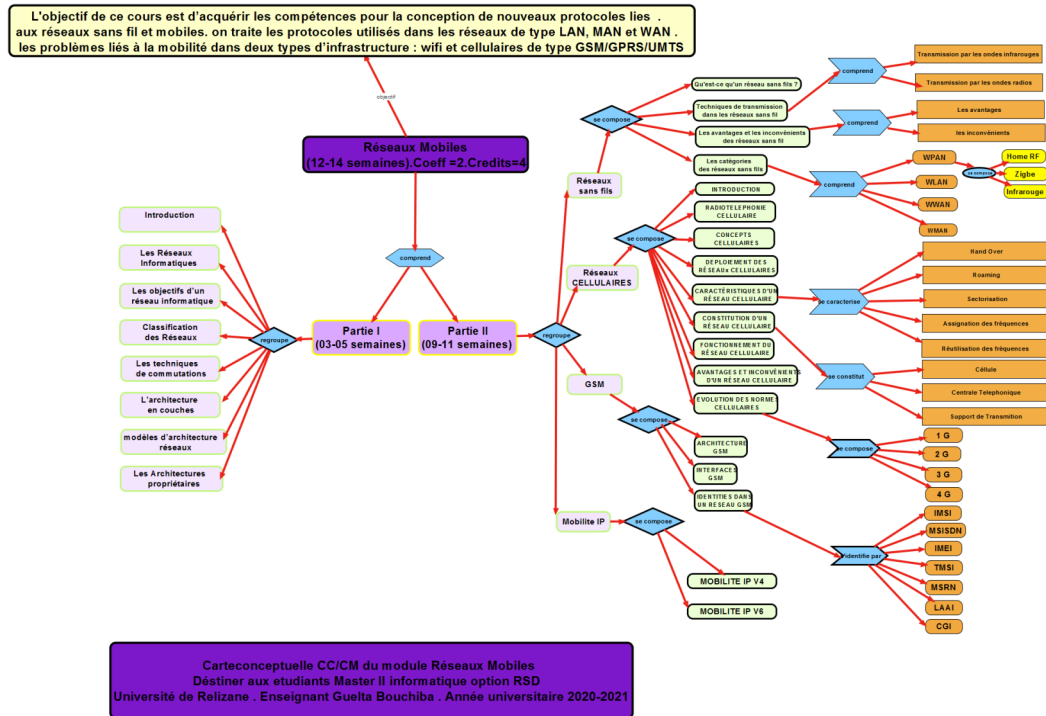 L'objectif de ce cours est d'acquérir les compétences pour la conception de nouveaux protocoles lies .
aux réseaux sans fil et mobiles. on traite les protocoles utilisés dans les réseaux de type LAN, MAN et WAN .
les problèmes liés à la mobilité dans deux types d'infrastructure : wifi et cellulaires de type GSM/GPRS/UMTS
objectif
Réseaux Mobiles
(12-14 semaines).Coeff =2.Credits=4
comprend
Partie I
(03-05 semaines)
Partie II
(09-11 semaines)
regroupe
Introduction
Les Réseaux
Informatiques
Les objectifs d'un
réseau informatique
Classification
des Réseaux
Les techniques
de commutations
L'architecture
en couches
modèles d'architecture
réseaux
Les Architectures
propriétaires
regroupe
Réseaux
sans fils
se compose
Qu'est-ce qu'un réseau sans fils ?
Techniques de transmission
dans les réseaux sans fil
comprend
Transmission par les ondes infrarouges
Transmission par les ondes radios
Les avantages et les inconvénients
des réseaux sans fil
comprend
Les avantages
les inconvénients
Les catégories
des réseaux sans fils
comprend
WPAN
WLAN
WWAN
WMAN
se compose
Home RF
Zigbe
Infrarouge
Réseaux
CELLULAIRES
se compose
INTRODUCTION
RADIOTELEPHONIE
CELLULAIRE
CONCEPTS
CELLULAIRES
DEPLOIEMENT DES
RÉSEAUx CELLULAIRES
CARACTÉRISTIQUES D'UN
RÉSEAU CELLULAIRE
CONSTITUTION D'UN
RÉSEAU CELLULAIRE
FONCTIONNEMENT DU
RÉSEAU CELLULAIRE
AVANTAGES ET INCONVÉNIENTS
D'UN RÉSEAU CELLULAIRE
EVOLUTION DES NORMES
CELLULAIRES
se caracterise
Hand Over
Roaming
Sectorisation
Assignation des fréquences
Réutilisation des fréquences
se constitut
Céllule
Centrale Telephonique
Support de Transmition
se compose
1 G
2 G
3 G
4 G
GSM
se compose
ARCHITECTURE
GSM
INTERFACES
GSM
IDENTITIES DANS
UN RESEAU GSM
identifie par
IMSI
MSISDN
IMEI
TMSI
MSRN
LAAI
CGI
Mobilite IP
se compose
MOBILITE IP V4
MOBILITE IP V6
Carteconceptuelle CC/CM du module Réseaux Mobiles
Déstiner aux etudiants Master II informatique option RSD
Université de Relizane . Enseignant Guelta Bouchiba . Année universitaire 2020-2021